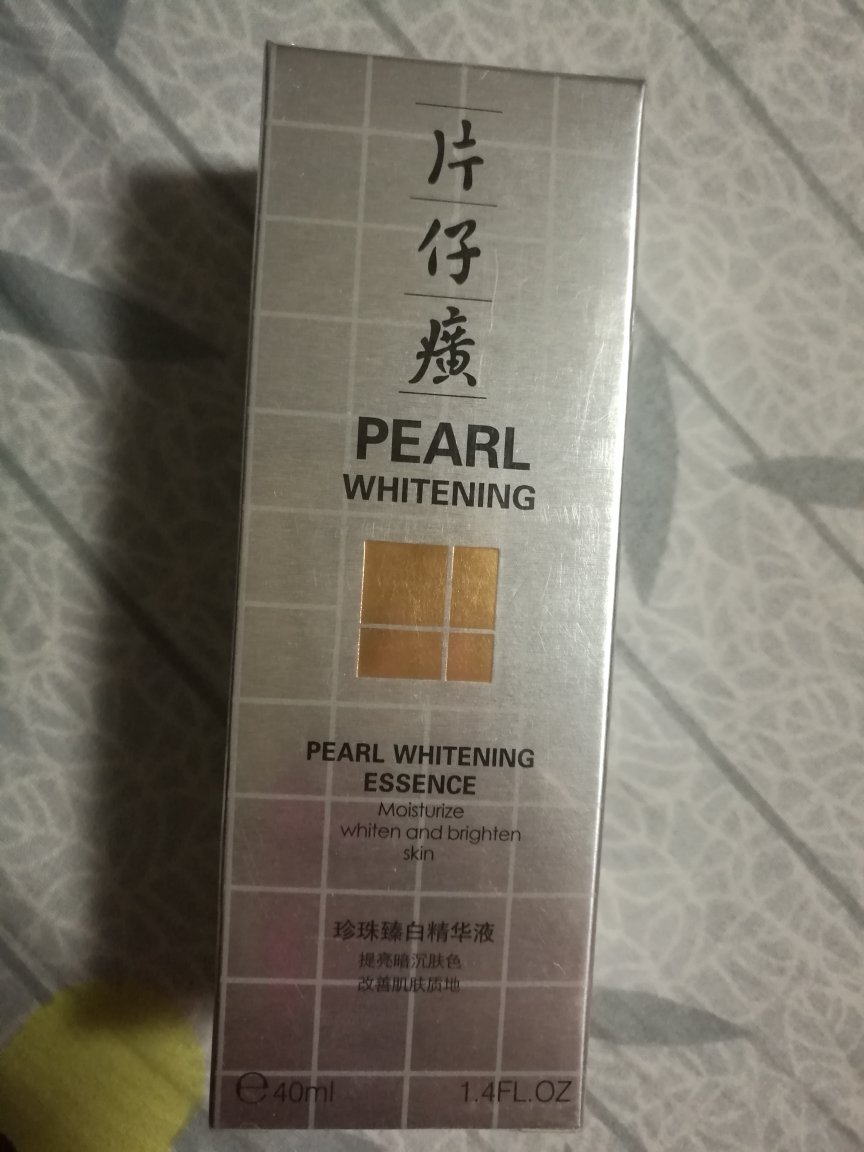 片
仔
癀
PEARL
WHITENING
PEARL WHITENING
ESSENCE
Moisturize
whiten and brighten
skin
珍珠臻白精华液
提亮暗沉肤色
改善肌肤质地
℮40ml 1.4FL.OZ